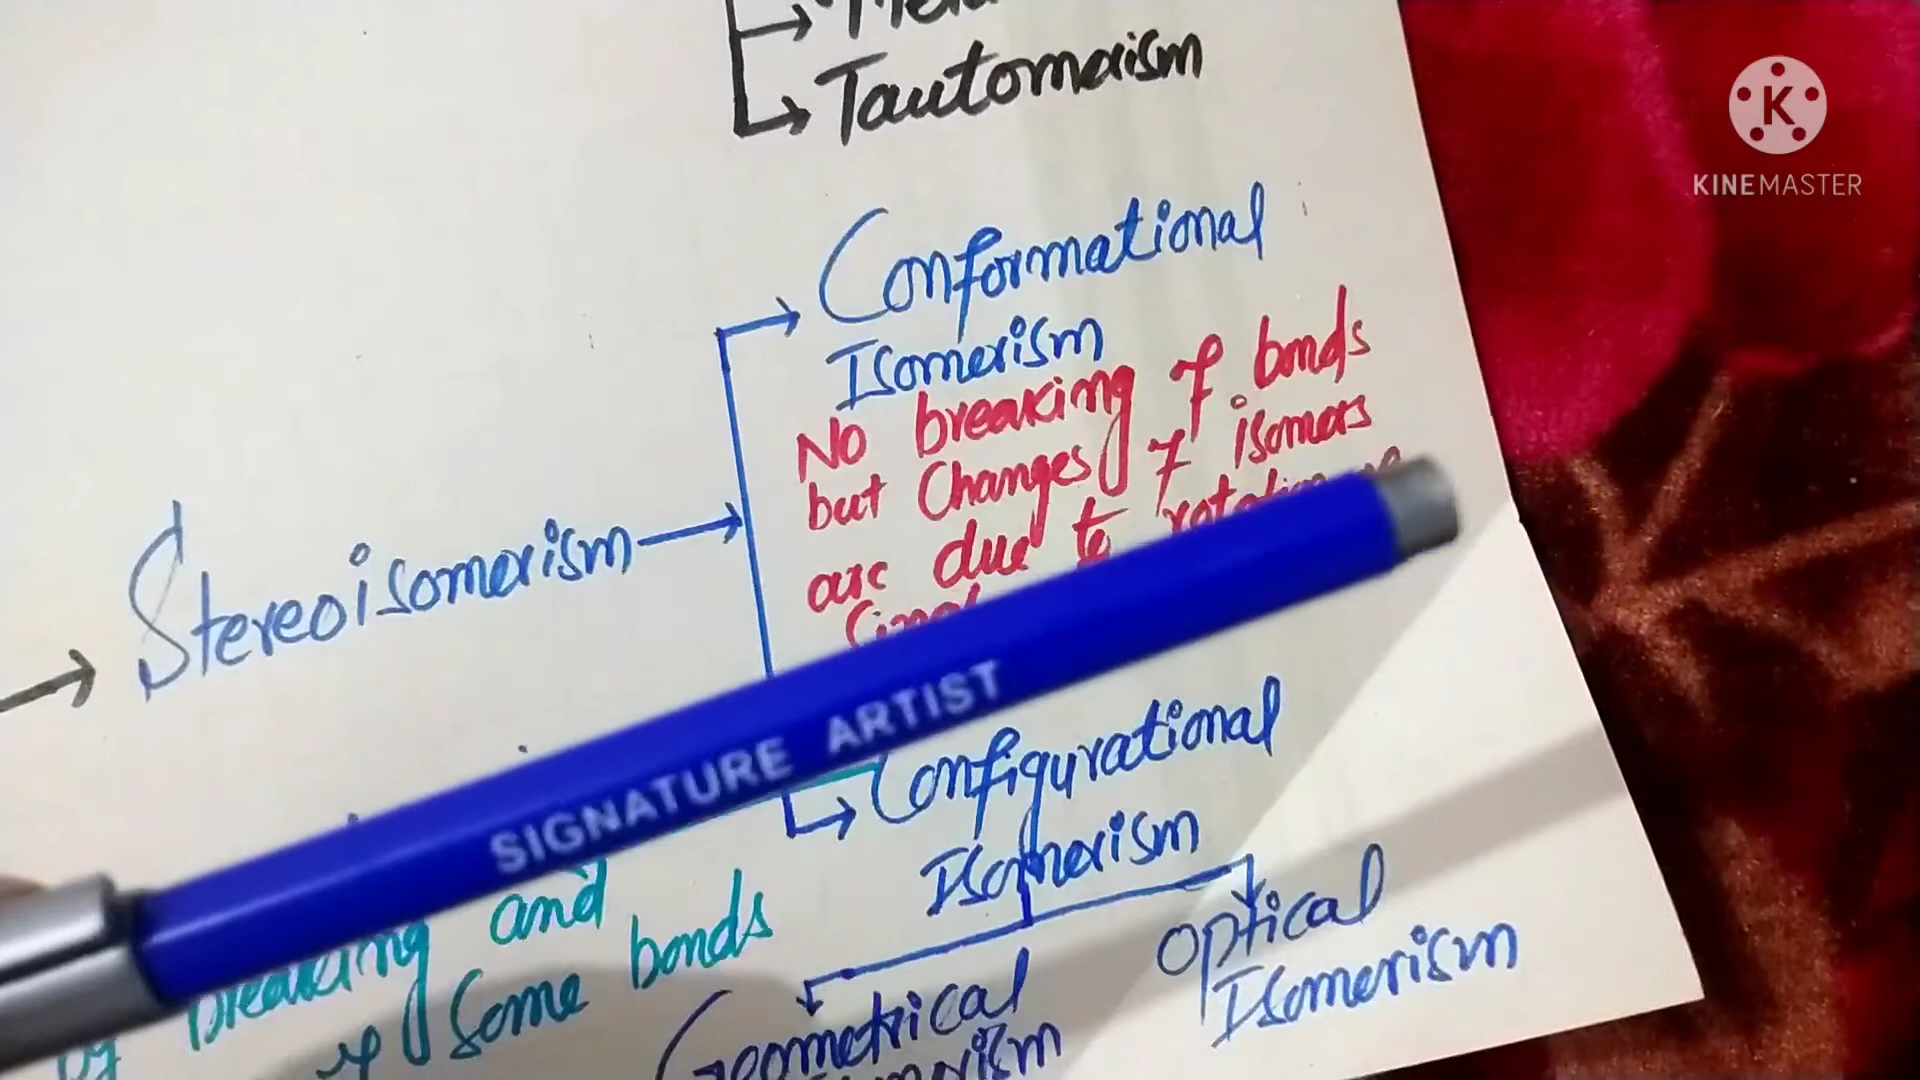 Tautomerism
KINEMASTER
Conformational
Isomerism
No breaking of bonds
but Changes of isomers
are due to
Stereoisomerism
SIGNATURE ARTIST
Configurational
Isomerism
breaking and
of some bonds
Optical
Isomerism
Geometrical